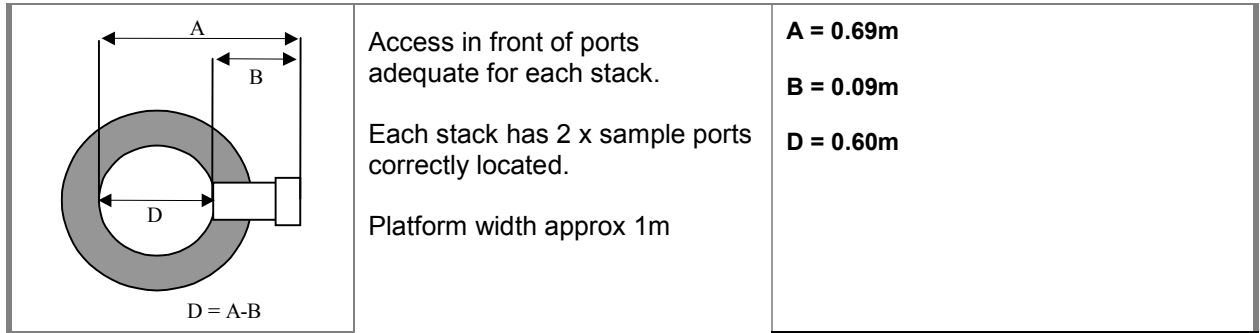 A
B
D
D = A-B
Access in front of ports
adequate for each stack.
Each stack has 2 x sample ports
correctly located.
Platform width approx 1m
A = 0.69m
B = 0.09m
D = 0.60m